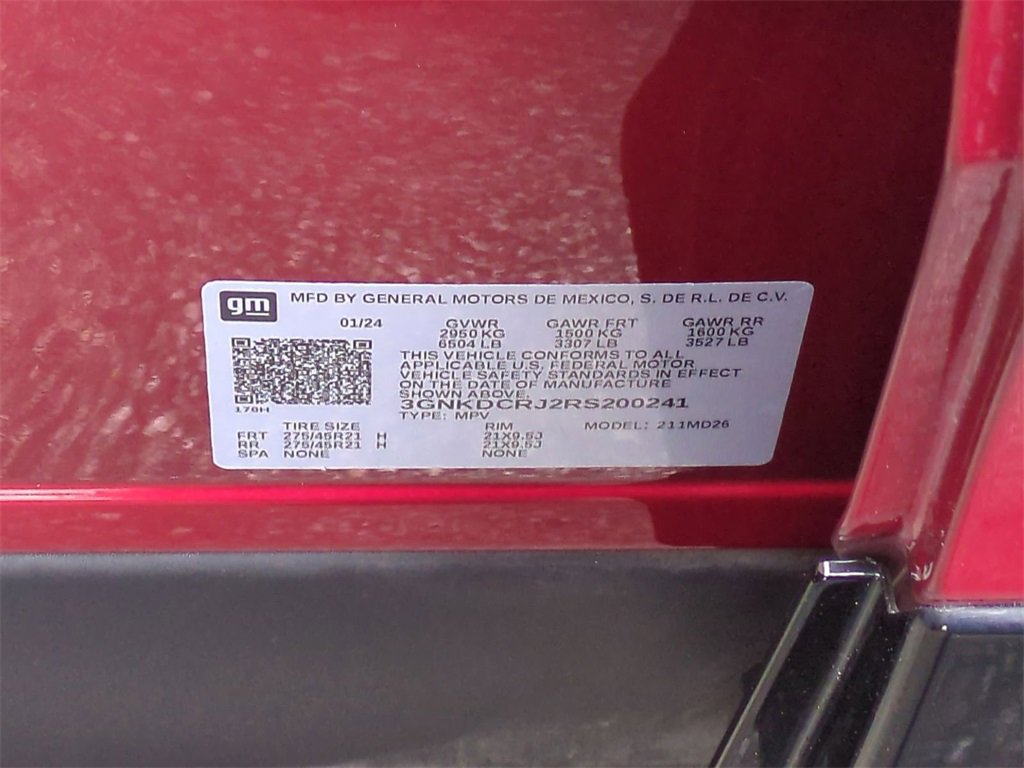 gm MFD BY GENERAL MOTORS DE MEXICO, S. DE R.L. DE C.V.
01/24 GVWR GAWR FRT GAWR RR
2950 KG 1500 KG 1600 KG
6504 LB 3307 LB 3527 LB
THIS VEHICLE CONFORMS TO ALL
APPLICABLE U.S. FEDERAL MOTOR
VEHICLE SAFETY STANDARDS IN EFFECT
ON THE DATE OF MANUFACTURE
SHOWN ABOVE.
3GNKDCRJ2RS200241
178H
TYPE: MPV MODEL: 211MD26
TIRE SIZE RIM
FRT 275/45R21 H 21X9.5J
RR 275/45R21 H 21X9.5J
SPA NONE NONE